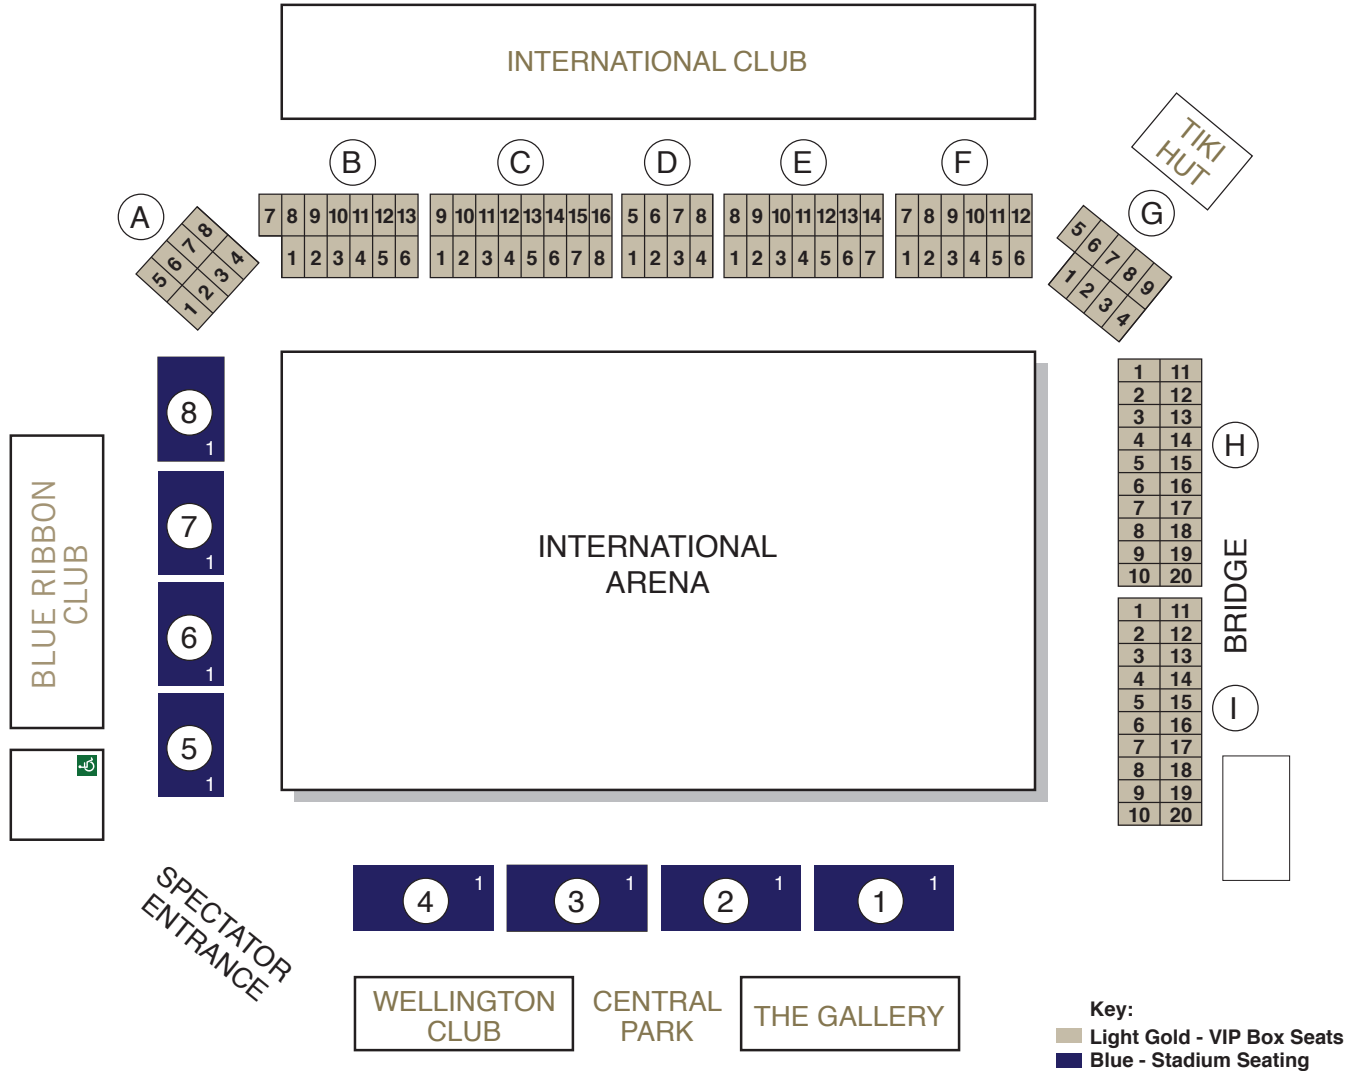 INTERNATIONAL CLUB
TIKI
HUT
A
B
C
D
E
F
G
5 6 7 8
1 2 3 4
7 8 9 10 11 12 13
1 2 3 4 5 6
9 10 11 12 13 14 15 16
1 2 3 4 5 6 7 8
5 6 7 8
1 2 3 4
8 9 10 11 12 13 14
1 2 3 4 5 6 7
7 8 9 10 11 12
1 2 3 4 5 6
5 6 7 8 9
1 2 3 4
8
1
7
1
6
1
5
1
BLUE RIBBON
CLUB
INTERNATIONAL
ARENA
1 11
2 12
3 13
4 14
5 15
6 16
7 17
8 18
9 19
10 20
H
BRIDGE
1 11
2 12
3 13
4 14
5 15
6 16
7 17
8 18
9 19
10 20
I
SPECTATOR
ENTRANCE
4 1
3 1
2 1
1 1
WELLINGTON
CLUB
CENTRAL
PARK
THE GALLERY
Key:
Light Gold - VIP Box Seats
Blue - Stadium Seating